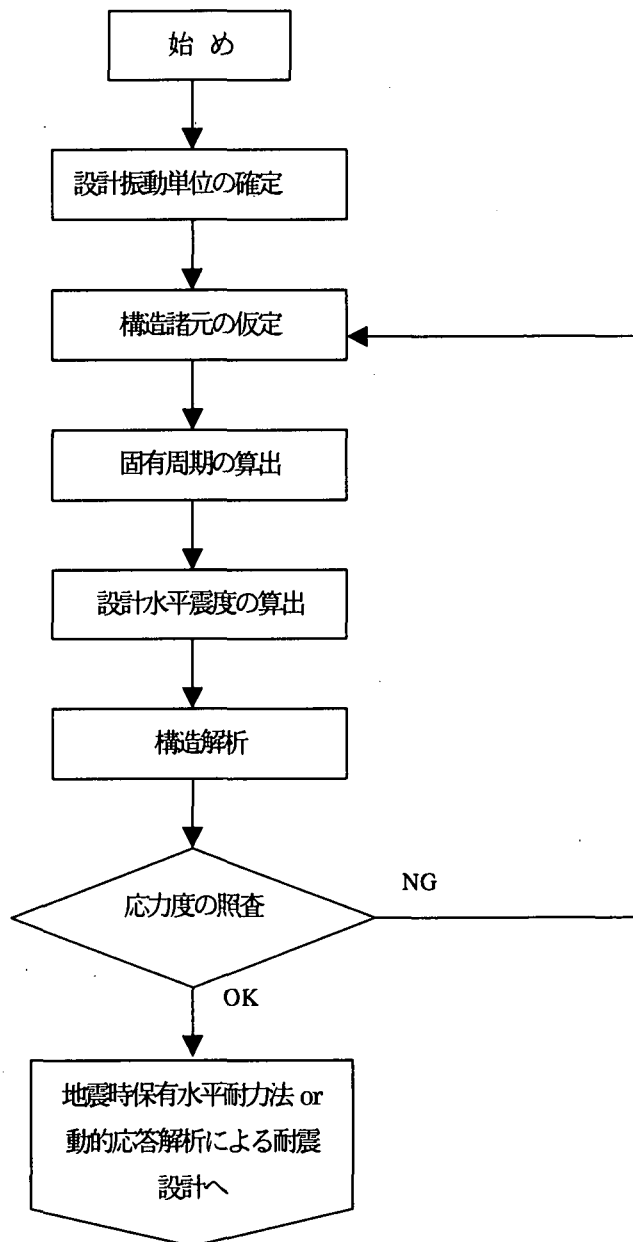 始 め
設計振動単位の確定
構造諸元の仮定
固有周期の算出
設計水平震度の算出
構造解析
応力度の照査
NG
OK
地震時保有水平耐力法 or
動的応答解析による耐震
設計へ